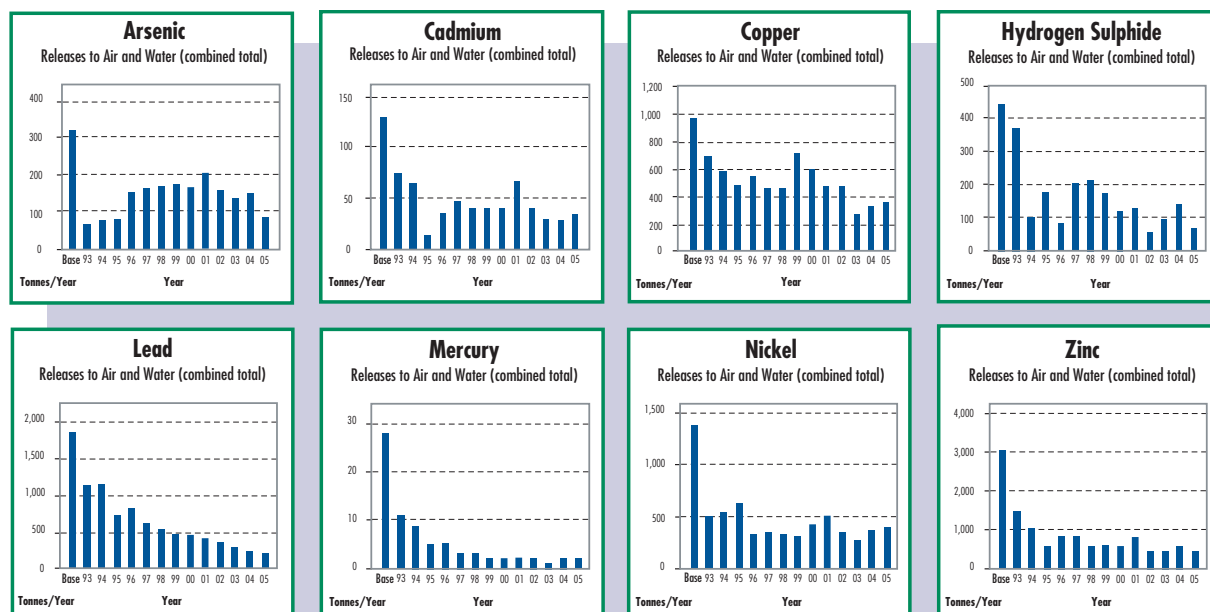 Arsenic
Releases to Air and Water (combined total)
400
300
200
100
0
Base 93 94 95 96 97 98 99 00 01 02 03 04 05
Tonnes/Year Year
Cadmium
Releases to Air and Water (combined total)
150
100
50
0
Base 93 94 95 96 97 98 99 00 01 02 03 04 05
Tonnes/Year Year
Copper
Releases to Air and Water (combined total)
1,200
1,000
800
600
400
200
0
Base 93 94 95 96 97 98 99 00 01 02 03 04 05
Tonnes/Year Year
Hydrogen Sulphide
Releases to Air and Water (combined total)
500
400
300
200
100
0
Base 93 94 95 96 97 98 99 00 01 02 03 04 05
Tonnes/Year Year
Lead
Releases to Air and Water (combined total)
2,000
1,500
1,000
500
0
Base 93 94 95 96 97 98 99 00 01 02 03 04 05
Tonnes/Year Year
Mercury
Releases to Air and Water (combined total)
30
20
10
0
Base 93 94 95 96 97 98 99 00 01 02 03 04 05
Tonnes/Year Year
Nickel
Releases to Air and Water (combined total)
1,500
1,000
500
0
Base 93 94 95 96 97 98 99 00 01 02 03 04 05
Tonnes/Year Year
Zinc
Releases to Air and Water (combined total)
4,000
3,000
2,000
1,000
0
Base 93 94 95 96 97 98 99 00 01 02 03 04 05
Tonnes/Year Year